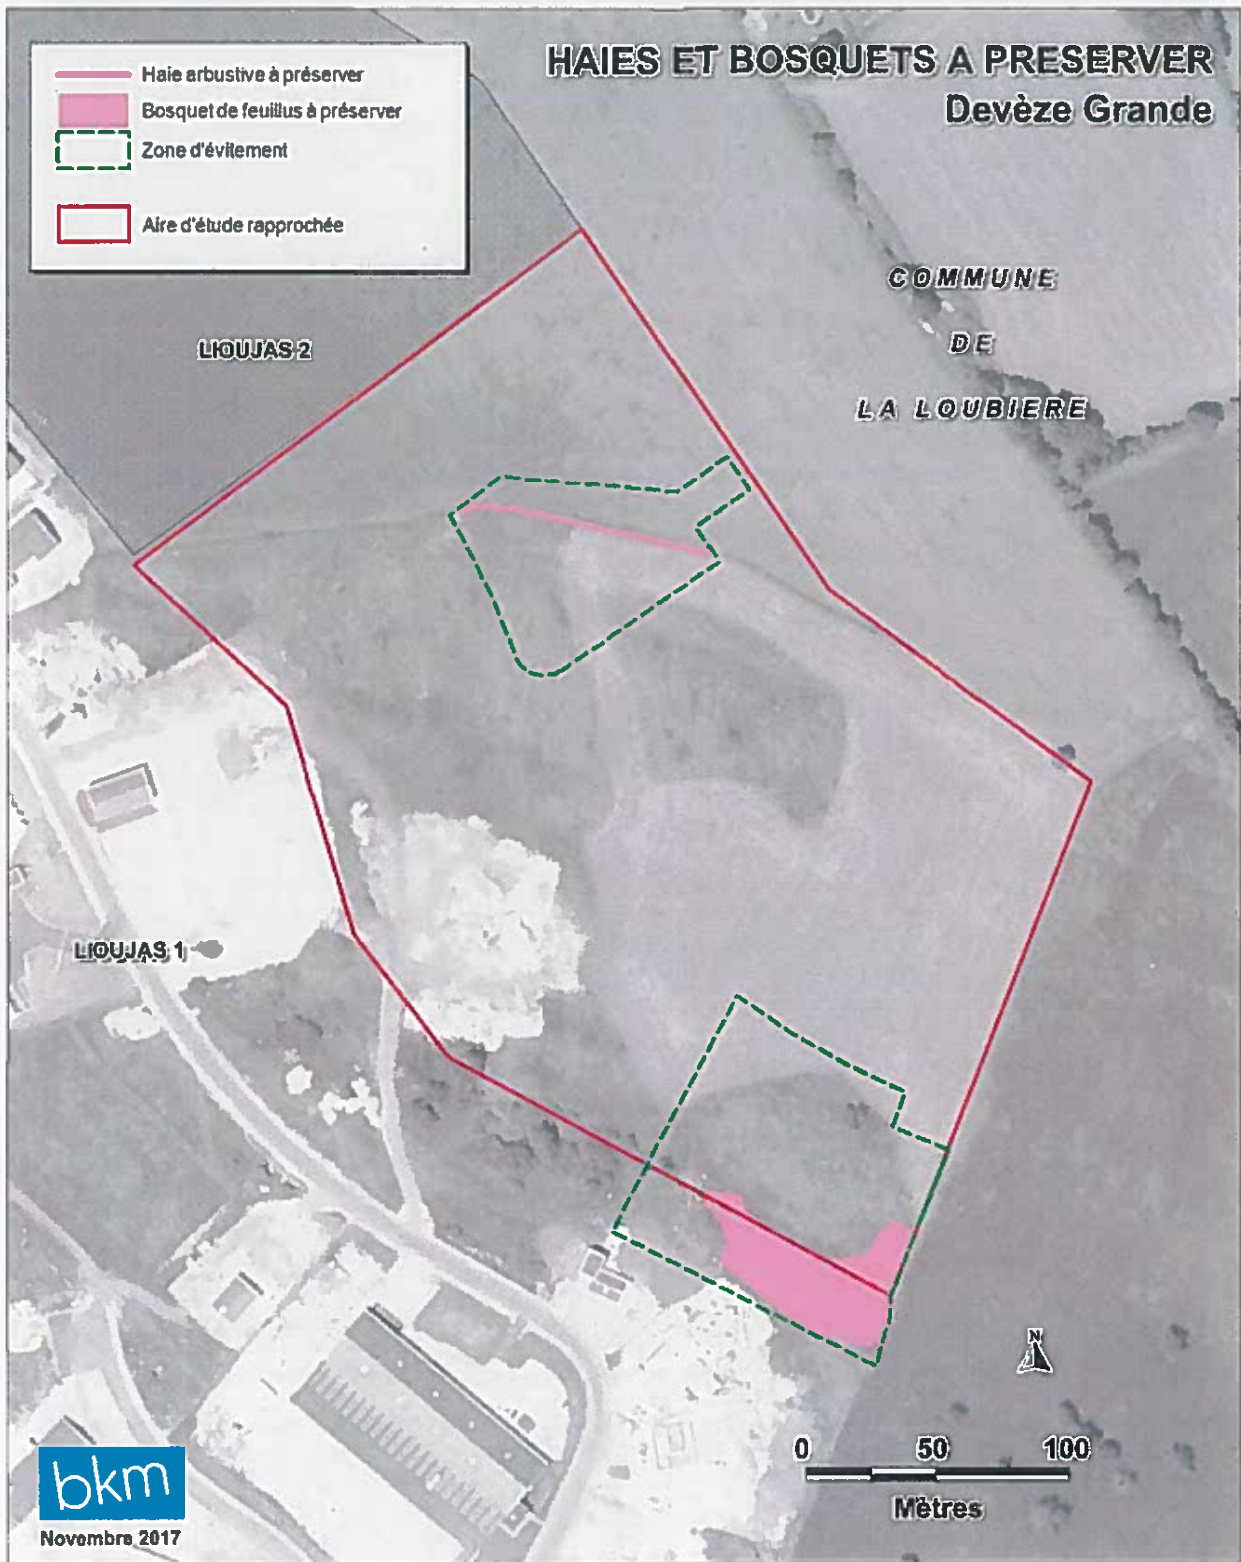 HAIES ET BOSQUETS A PRESERVER
Devèze Grande
Haie arbustive à préserver
Bosquet de feuillus à préserver
Zone d'évitement
Aire d'étude rapprochée
COMMUNE
DE
LA LOUBIERE
LIOUJAS 2
LIOUJAS 1
N
0 50 100
Mètres
bkm
Novembre 2017